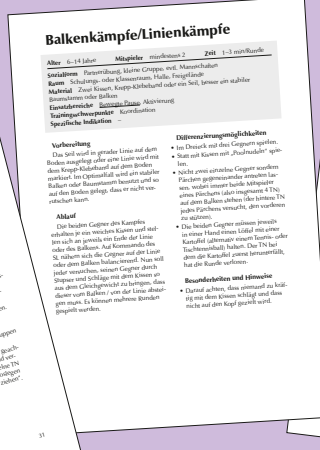 Balkenkämpfe/Linienkämpfe
Alter 6–14 Jahre Mitspieler mindestens 2 Zeit 1–3 min/Runde
Sozialform Partnerübung, kleine Gruppe, evtl. Mannschaften
Raum Schulungs- oder Klassenraum, Halle, Freigelände
Material Zwei Kissen, Krepp-Klebeband oder ein Seil, besser ein stabiler
Baumstamm oder Balken
Einsatzbereiche Bewegte Pause, Aktivierung
Trainingsschwerpunkte Koordination
Spezifische Indikation –
Vorbereitung
Das Seil wird in gerader Linie auf dem
Boden ausgelegt oder eine Linie wird mit
dem Krepp-Klebeband auf dem Boden
markiert. Im Optimalfall wird ein stabiler
Balken oder Baumstamm benutzt und so
auf den Boden gelegt, dass er nicht ver-
rutschen kann.
Ablauf
Die beiden Gegner des Kampfes
erhalten je ein weiches Kissen und stel-
len sich an jeweils ein Ende der Linie
oder des Balkens. Auf Kommando des
SL nähern sich die Gegner auf der Linie
oder dem Balken balancierend. Nun soll
jeder versuchen, seinen Gegner durch
Stupser und Schläge mit dem Kissen so
aus dem Gleichgewicht zu bringen, dass
dieser vom Balken / von der Linie abstei-
gen muss. Es können mehrere Runden
gespielt werden.
Differenzierungsmöglichkeiten
• Im Dreieck mit drei Gegnern spielen.
• Statt mit Kissen mit „Poolnudeln" spie-
len.
• Nicht zwei einzelne Gegner sondern
Pärchen gegeneinander antreten las-
sen, wobei immer beide Mitspieler
eines Pärchens (also insgesamt 4 TN)
auf dem Balken stehen (der hintere TN
jedes Pärchens versucht, den vorderen
zu stützen).
• Die beiden Gegner müssen jeweils
in einer Hand einen Löffel mit einer
Kartoffel (alternativ einem Tennis- oder
Tischtennisball) halten. Der TN bei
dem die Kartoffel zuerst herunterfällt,
hat die Runde verloren.
Besonderheiten und Hinweise
• Darauf achten, dass niemand zu kräf-
tig mit dem Kissen schlägt und dass
nicht auf den Kopf gezielt wird.
31